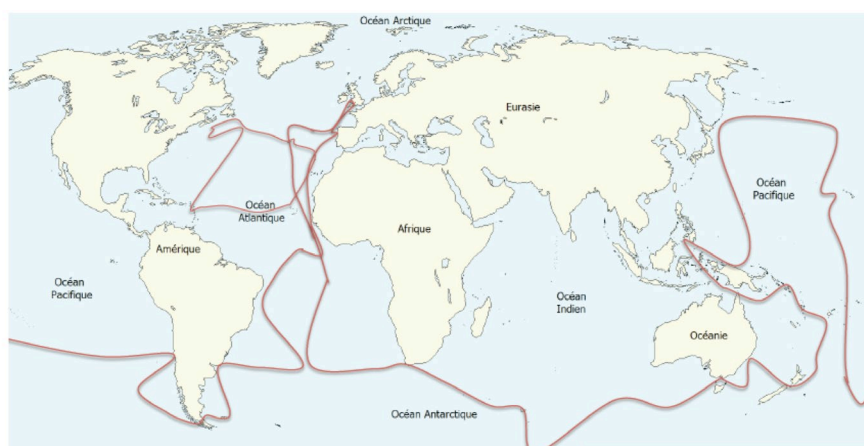 Océan Arctique
Eurasie
Océan
Pacifique
Océan
Atlantique
Afrique
Amérique
Océan
Pacifique
Océan
Indien
Océanie
Océan Antarctique